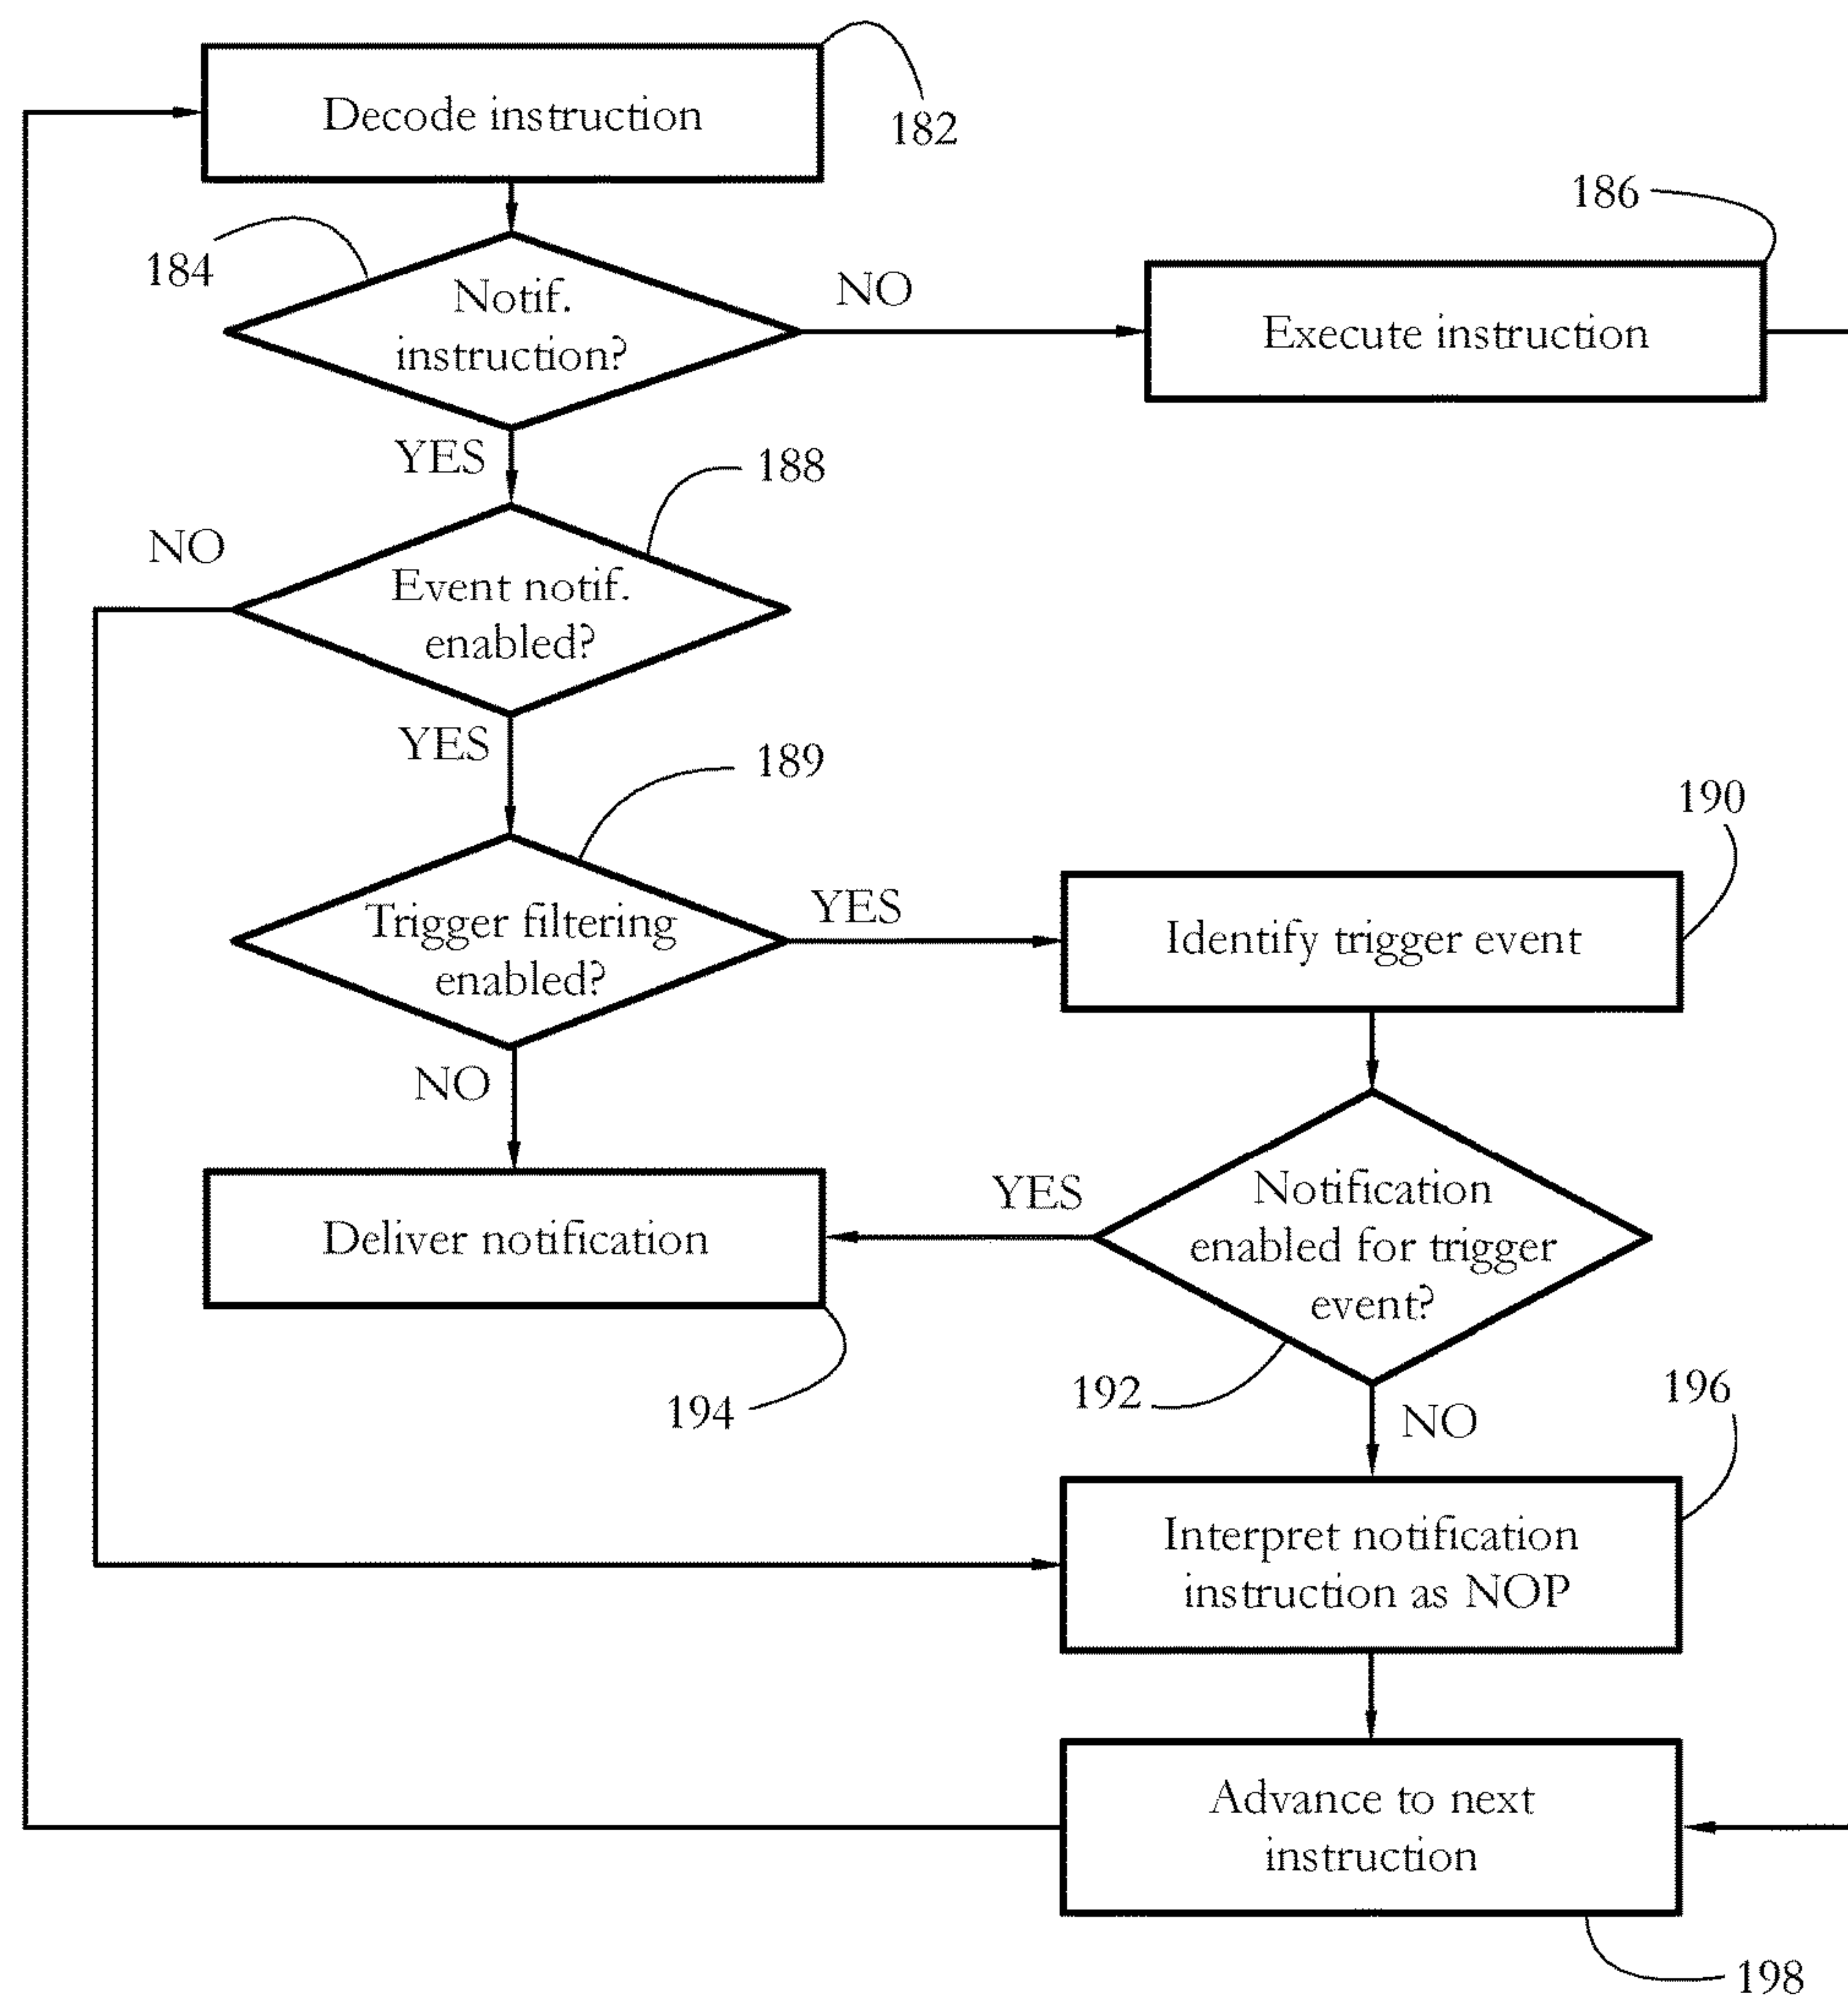 Decode instruction
182
184
Notif.
instruction?
NO
186
Execute instruction
YES
188
NO
Event notif.
enabled?
YES
189
Trigger filtering
enabled?
YES
190
Identify trigger event
NO
Deliver notification
194
YES
Notification
enabled for trigger
event?
192
NO
196
Interpret notification
instruction as NOP
Advance to next
instruction
198